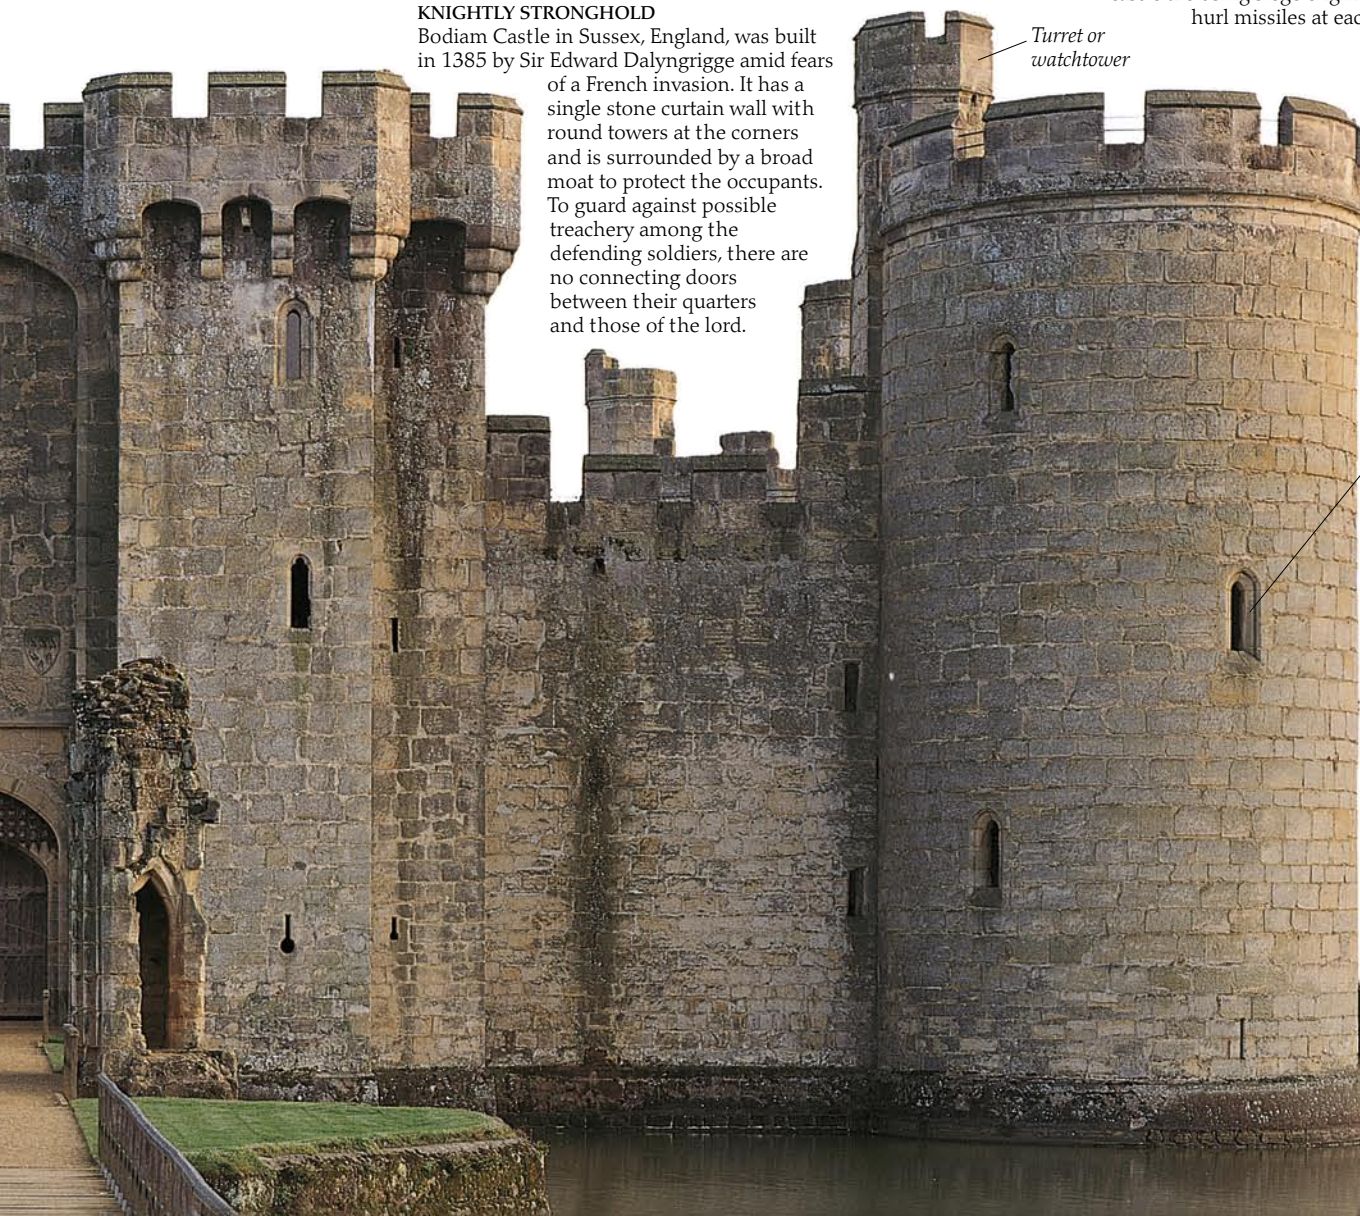 KNIGHTLY STRONGHOLD
Bodiam Castle in Sussex, England, was built
in 1385 by Sir Edward Dalyngrigge amid fears
of a French invasion. It has a
single stone curtain wall with
round towers at the corners
and is surrounded by a broad
moat to protect the occupants.
To guard against possible
treachery among the
defending soldiers, there are
no connecting doors
between their quarters
and those of the lord.
hurl missiles at eac
Turret or
watchtower